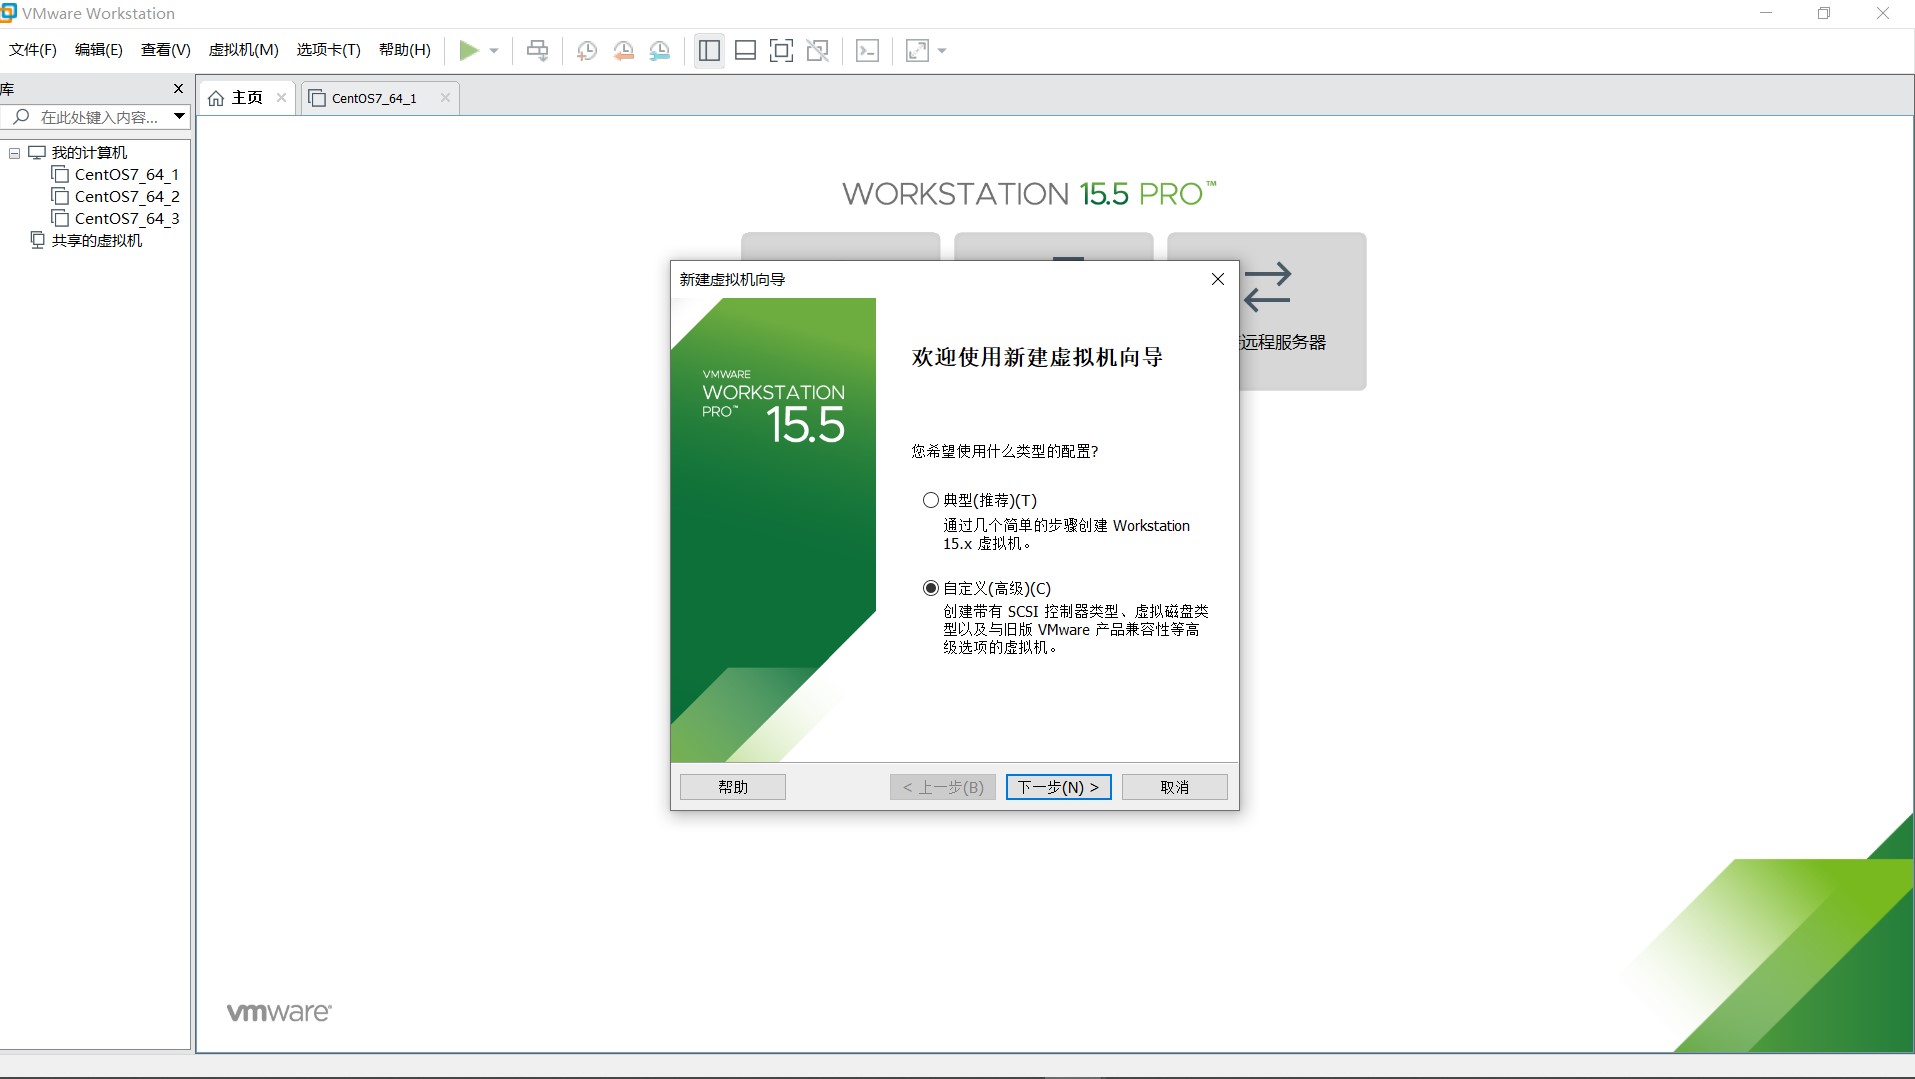 VMware Workstation
文件(F) 编辑(E) 查看(V) 虚拟机(M) 选项卡(T) 帮助(H)
库
在此处键入内容...
我的计算机
CentOS7_64_1
CentOS7_64_2
CentOS7_64_3
共享的虚拟机
主页
CentOS7_64_1
WORKSTATION 15.5 PRO™
远程服务器
新建虚拟机向导
VMWARE
WORKSTATION
PRO™ 15.5
欢迎使用新建虚拟机向导
您希望使用什么类型的配置?
典型(推荐)(T)
通过几个简单的步骤创建 Workstation
15.x 虚拟机。
自定义(高级)(C)
创建带有 SCSI 控制器类型、虚拟磁盘类
型以及与旧版 VMware 产品兼容性等高
级选项的虚拟机。
帮助
< 上一步(B)
下一步(N) >
取消
vmware®